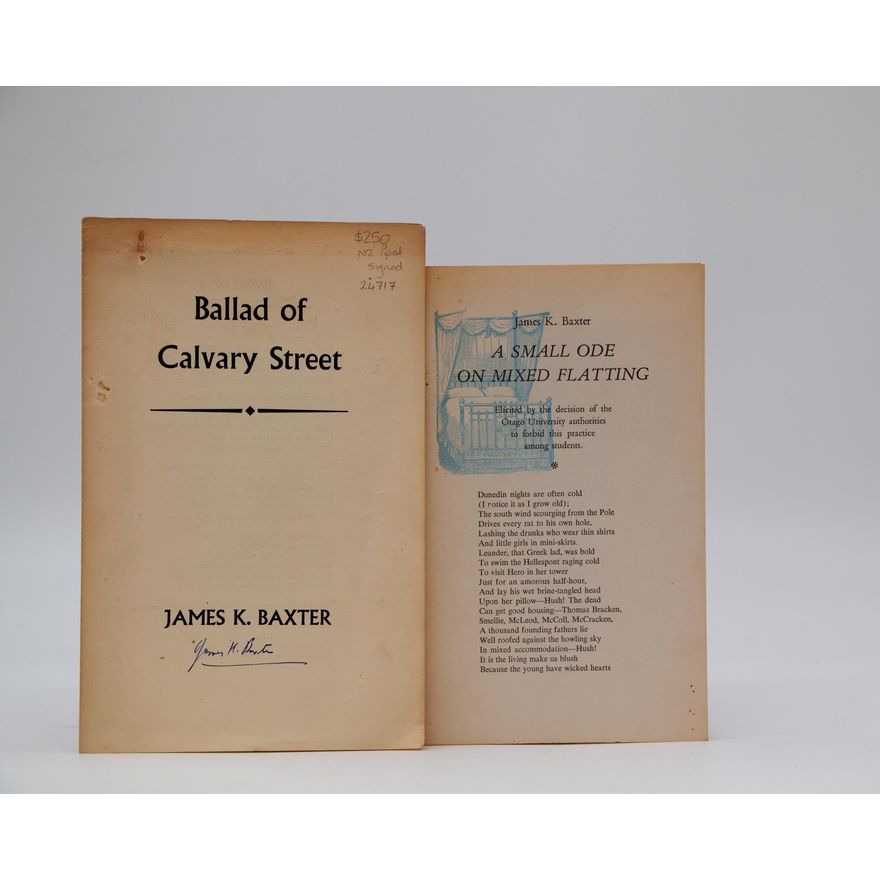 $250
NZ Poet
signed
24717
Ballad of
Calvary Street
JAMES K. BAXTER
James K. Baxter
James K. Baxter
A SMALL ODE
ON MIXED FLATTING
Elicited by the decision of the
Otago University authorities
to forbid this practice
among students.
*
Dunedin nights are often cold
(I notice it as I grow old);
The south wind scourging from the Pole
Drives every rat to his own hole,
Lashing the drunks who wear thin shirts
And little girls in mini-skirts.
Leander, that Greek lad, was bold
To swim the Hellespont raging cold
To visit Hero in her tower
Just for an amorous half-hour,
And lay his wet brine-tangled head
Upon her pillow—Hush! The dead
Can get good housing—Thomas Bracken,
Smellie, McLeod, McColl, McCracken,
A thousand founding fathers lie
Well roofed against the howling sky
In mixed accommodation—Hush!
It is the living make us blush
Because the young have wicked hearts